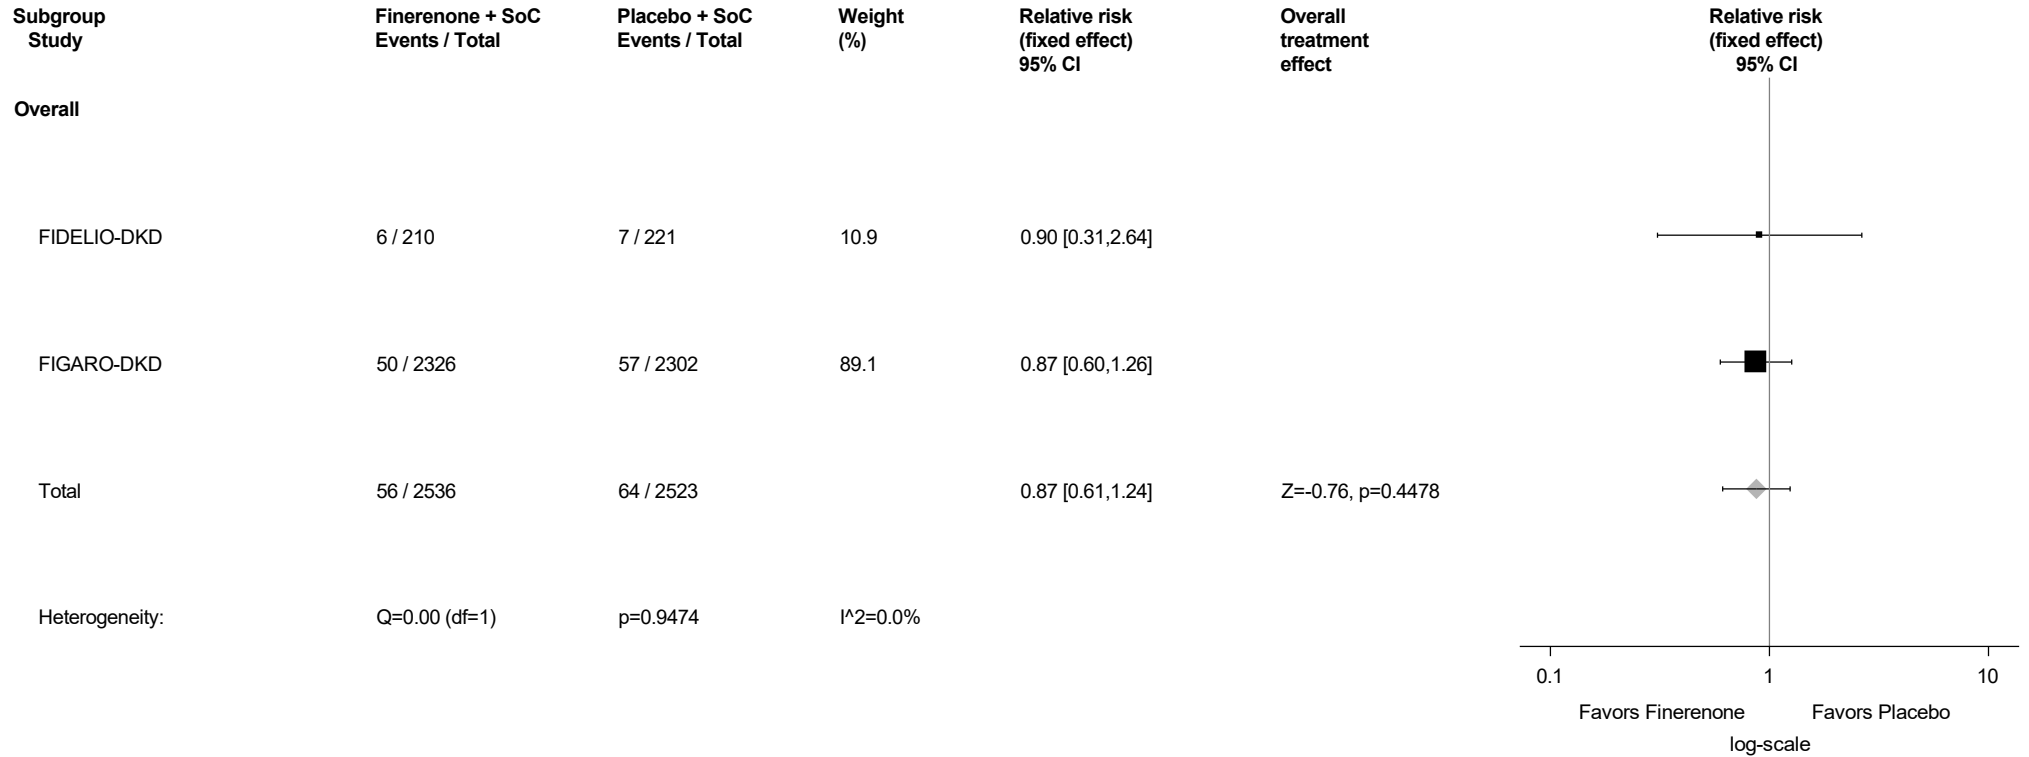 Subgroup Finerenone + SoC Placebo + SoC Weight Relative risk Overall Relative risk
Study Events / Total Events / Total (%) (fixed effect) treatment (fixed effect)
95% CI effect 95% CI
Overall
FIDELIO-DKD 6 / 210 7 / 221 10.9 0.90 [0.31,2.64]
FIGARO-DKD 50 / 2326 57 / 2302 89.1 0.87 [0.60,1.26]
Total 56 / 2536 64 / 2523 0.87 [0.61,1.24] Z=-0.76, p=0.4478
Heterogeneity: Q=0.00 (df=1) p=0.9474 I^2=0.0%
0.1 1 10
Favors Finerenone Favors Placebo
log-scale